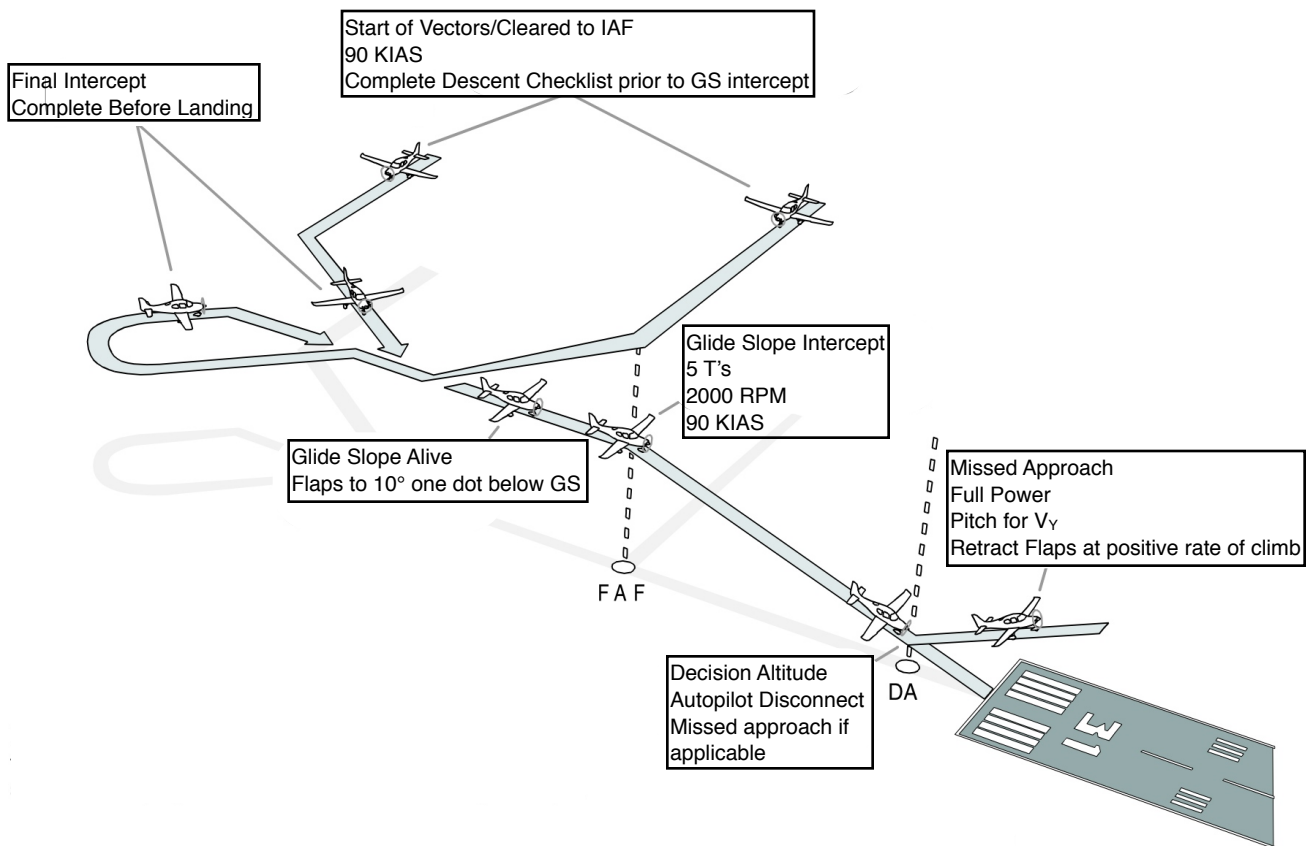 Start of Vectors/Cleared to IAF
90 KIAS
Complete Descent Checklist prior to GS intercept
Final Intercept
Complete Before Landing
Glide Slope Intercept
5 T's
2000 RPM
90 KIAS
Glide Slope Alive
Flaps to 10° one dot below GS
Missed Approach
Full Power
Pitch for VY
Retract Flaps at positive rate of climb
FAF
Decision Altitude
Autopilot Disconnect
Missed approach if
applicable
DA
31